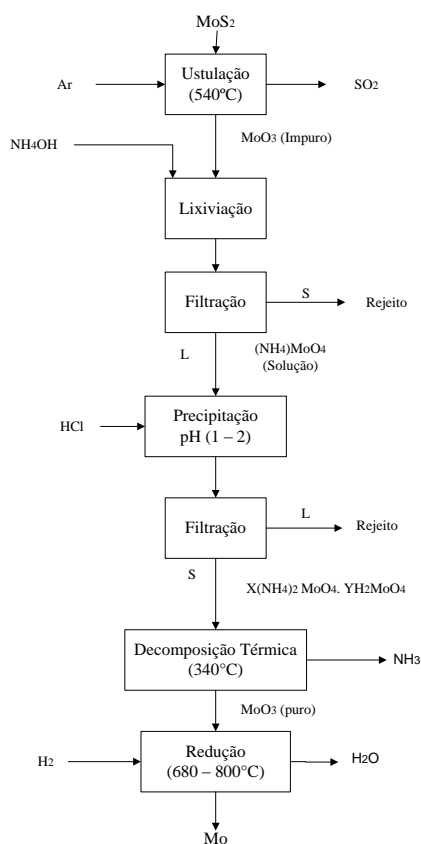 MoS2
Ar
Ustulação
(540ºC)
SO2
MoO3 (Impuro)
NH4OH
Lixiviação
Filtração
S
Rejeito
L
(NH4)MoO4
(Solução)
HCl
Precipitação
pH (1 – 2)
Filtração
L
Rejeito
S
X(NH4)2 MoO4. YH2MoO4
Decomposição Térmica
(340°C)
NH3
MoO3 (puro)
H2
Redução
(680 – 800°C)
H2O
Mo